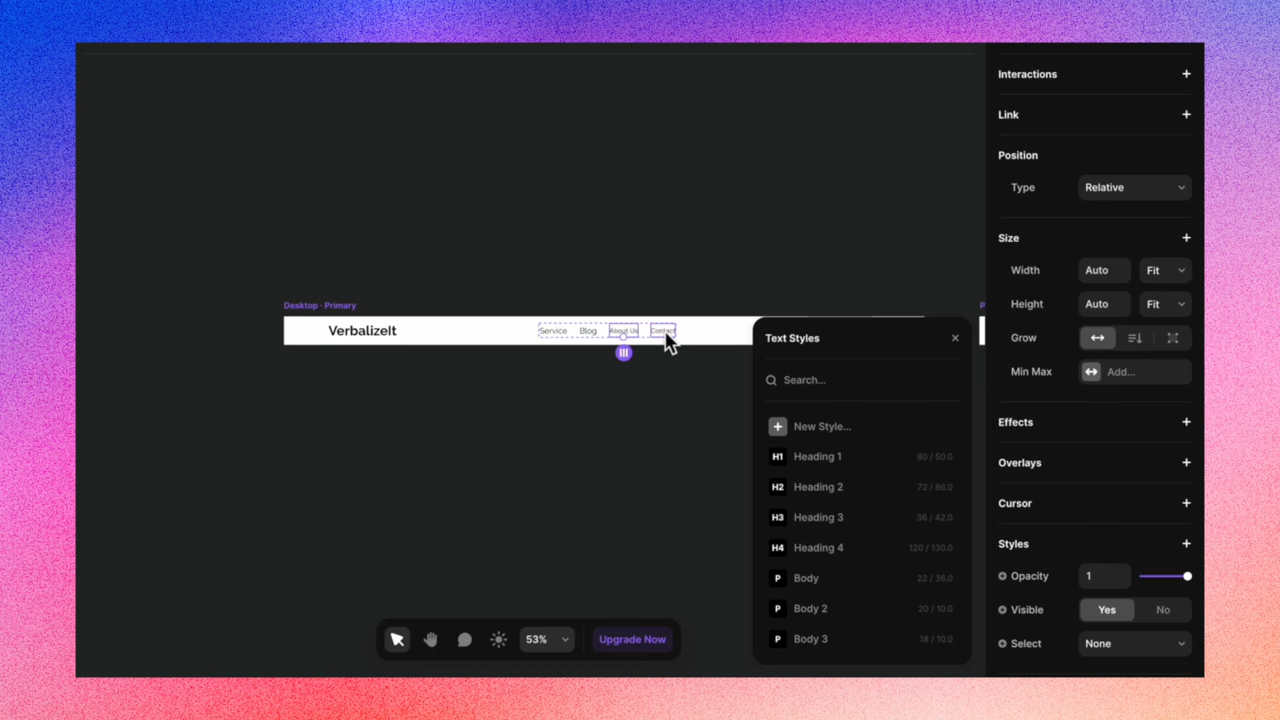 Desktop · Primary
P
VerbalizeIt
Service
Blog
About Us
Contact
Text Styles
Search...
New Style...
H1 Heading 1 80 / 50.0
H2 Heading 2 72 / 86.0
H3 Heading 3 36 / 42.0
H4 Heading 4 120 / 130.0
P Body 22 / 36.0
P Body 2 20 / 10.0
P Body 3 18 / 10.0
53%
Upgrade Now
Interactions
Link
Position
Type Relative
Size
Width Auto Fit
Height Auto Fit
Grow
Min Max Add...
Effects
Overlays
Cursor
Styles
Opacity 1
Visible Yes No
Select None